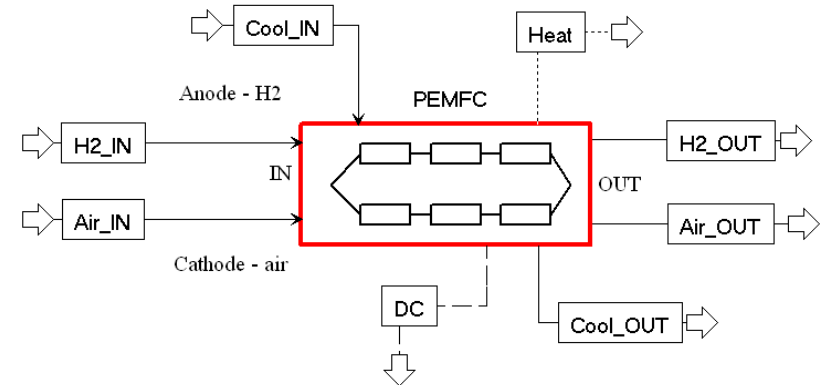 Cool_IN
Heat
Anode - H2
PEMFC
H2_IN
H2_OUT
IN
OUT
Air_IN
Air_OUT
Cathode - air
DC
Cool_OUT